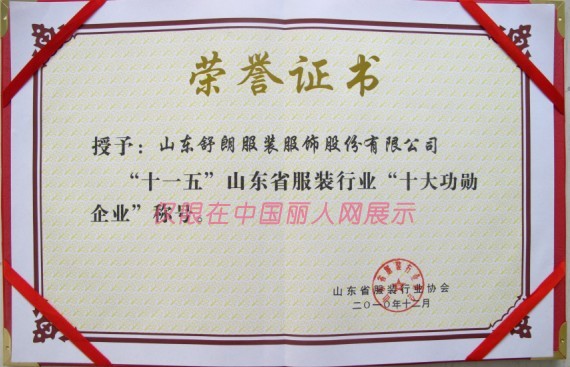 荣誉证书
授予：山东舒朗服装服饰股份有限公司
“十一五”山东省服装行业“十大功勋
企业”称号。
仅限在中国丽人网展示
山东省服装行业协会
二〇一〇年十二月